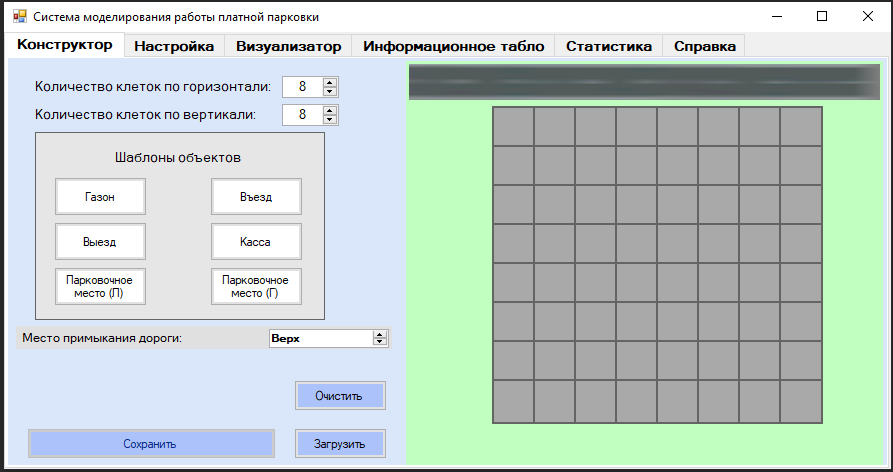 Система моделирования работы платной парковки
Конструктор Настройка Визуализатор Информационное табло Статистика Справка
Количество клеток по горизонтали: 8
Количество клеток по вертикали: 8
Шаблоны объектов
Газон Въезд
Выезд Касса
Парковочное место (Л) Парковочное место (Г)
Место примыкания дороги: Верх
Очистить
Сохранить Загрузить